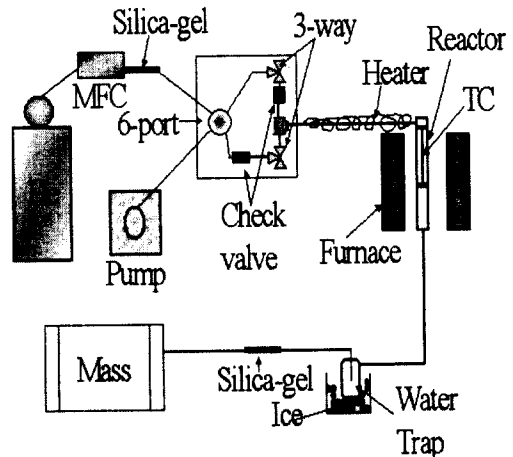 Silica-gel
3-way
Reactor
MFC
Heater
TC
6-port
Check
valve
Furnace
Pump
Mass
Silica-gel
Ice
Water
Trap